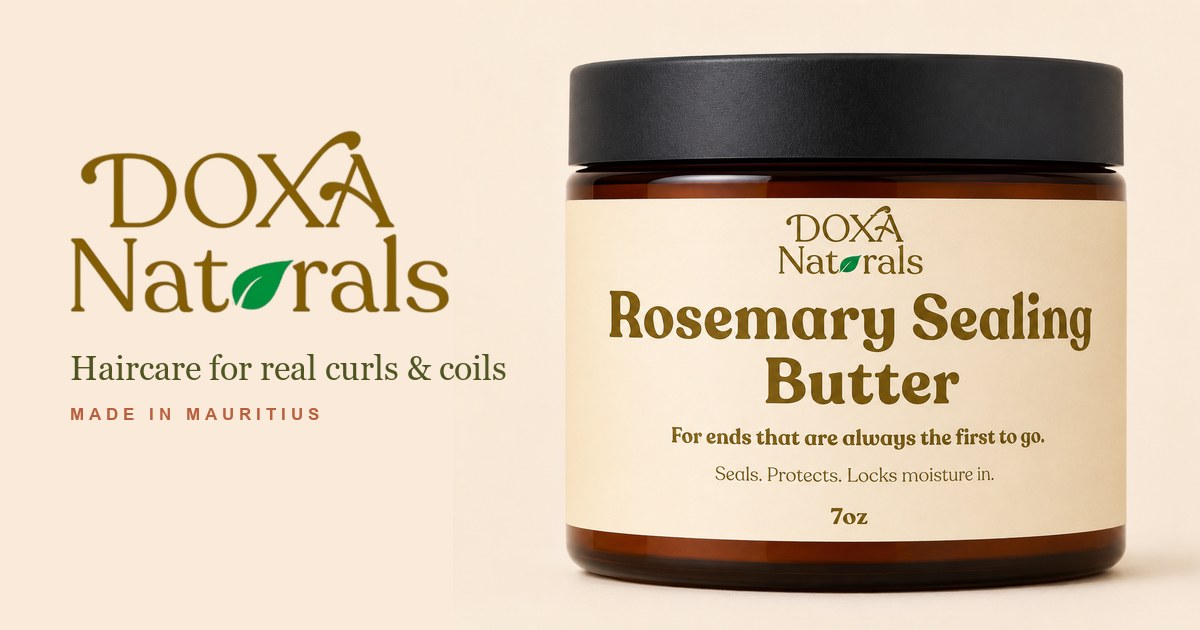 DOXA
Naturals
Haircare for real curls & coils
MADE IN MAURITIUS
DOXA
Naturals
Rosemary Sealing
Butter
For ends that are always the first to go.
Seals. Protects. Locks moisture in.
7oz